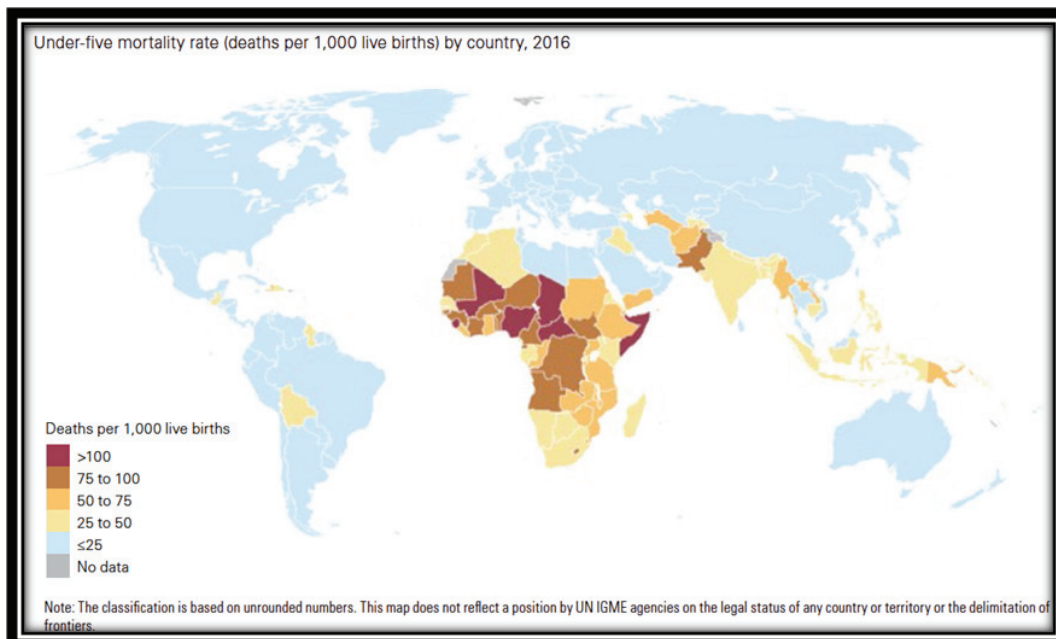 Under-five mortality rate (deaths per 1,000 live births) by country, 2016
Deaths per 1,000 live births
>100
75 to 100
50 to 75
25 to 50
≤25
No data
Note: The classification is based on unrounded numbers. This map does not reflect a position by UN IGME agencies on the legal status of any country or territory or the delimitation of
frontiers.